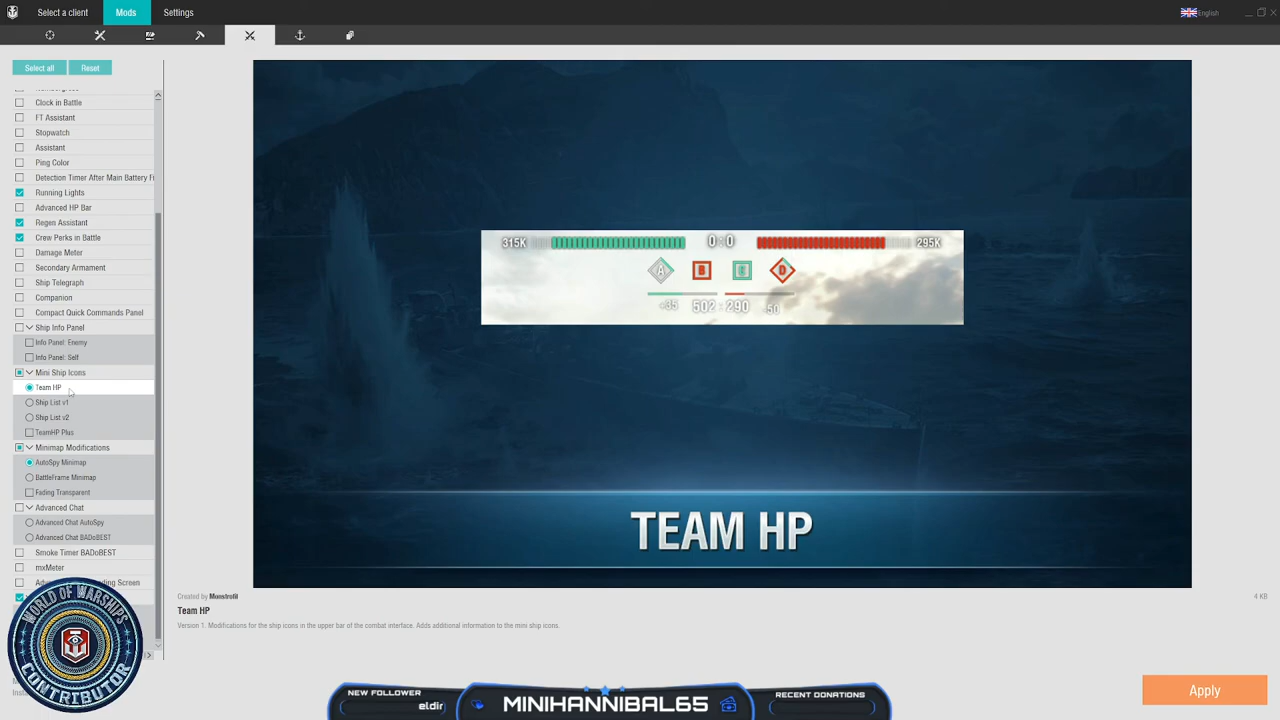 Select a client
Mods
Settings
English
Select all
Reset
Clock in Battle
FT Assistant
Stopwatch
Assistant
Ping Color
Detection Timer After Main Battery Fi
Running Lights
Advanced HP Bar
Regen Assistant
Crew Perks in Battle
Damage Meter
Secondary Armament
Ship Telegraph
Companion
Compact Quick Commands Panel
Ship Info Panel
Info Panel: Enemy
Info Panel: Self
Mini Ship Icons
Team HP
Ship List v1
Ship List v2
TeamHP Plus
Minimap Modifications
AutoSpy Minimap
BattleFrame Minimap
Fading Transparent
Advanced Chat
Advanced Chat AutoSpy
Advanced Chat BADoBEST
Smoke Timer BADoBEST
mxMeter
315K 0:0 295K
A B C D
+35 502:290 50
TEAM HP
Created by Monstrofil
4 KB
Team HP
Version 1. Modifications for the ship icons in the upper bar of the combat interface. Adds additional information to the mini ship icons.
WORLD OF WARSHIPS
CONTRIBUTOR
NEW FOLLOWER
eldir
MINIHANNIBAL65
RECENT DONATIONS
Apply